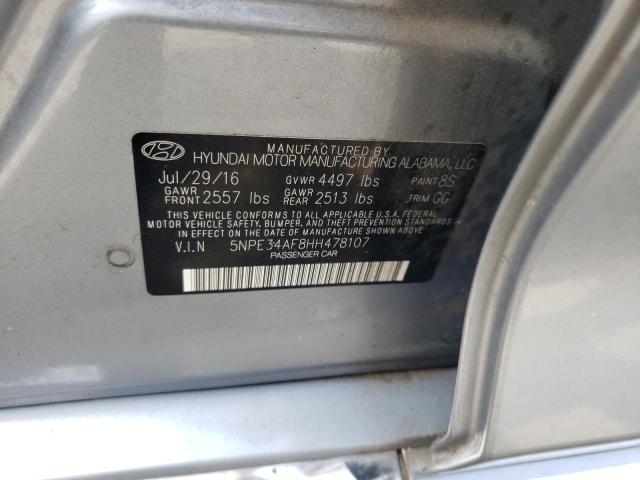 MANUFACTURED BY
HYUNDAI MOTOR MANUFACTURING ALABAMA, LLC
Jul/29/16 GVWR 4497 lbs PAINT 8S
GAWR FRONT 2557 lbs GAWR REAR 2513 lbs TRIM GG
THIS VEHICLE CONFORMS TO ALL APPLICABLE U.S.A. FEDERAL
MOTOR VEHICLE SAFETY, BUMPER, AND THEFT PREVENTION STANDARDS
IN EFFECT ON THE DATE OF MANUFACTURE SHOWN ABOVE.
V.I.N 5NPE34AF8HH478107
PASSENGER CAR